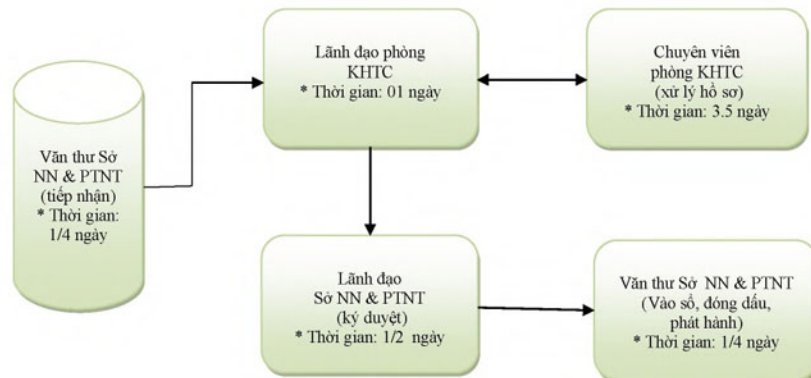 Văn thư Sở
NN & PTNT
(tiếp nhận)
* Thời gian:
1/4 ngày
Lãnh đạo phòng
KHTC
* Thời gian: 01 ngày
Chuyên viên
phòng KHTC
(xử lý hồ sơ)
* Thời gian: 3.5 ngày
Lãnh đạo
Sở NN & PTNT
(ký duyệt)
* Thời gian: 1/2 ngày
Văn thư Sở NN & PTNT
(Vào sổ, đóng dấu,
phát hành)
* Thời gian: 1/4 ngày